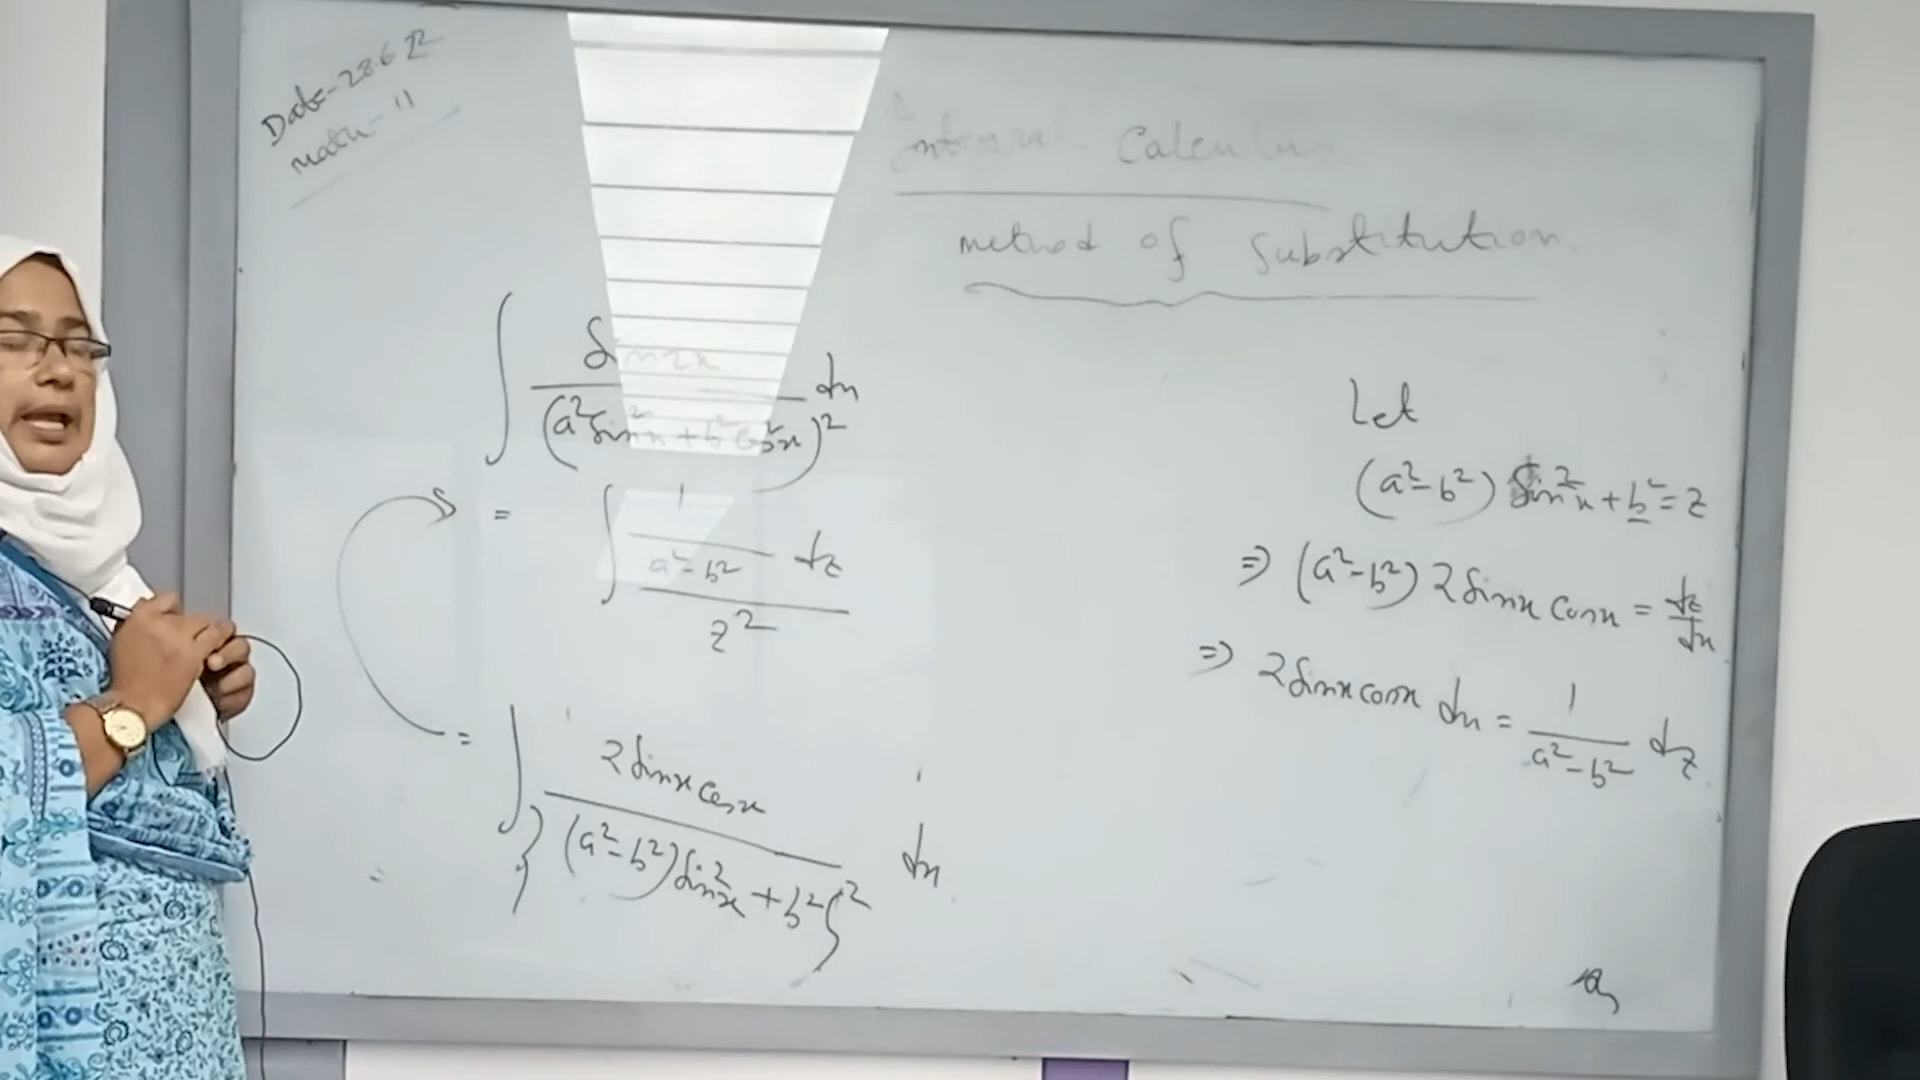 Date-28.6.22
Math-11
Integral Calculus
method of Substitution.
∫ Sin2x / (a²Sin²x + b²Cos²x)² dx
= ∫ (1 / (a²-b²) dz) / z²
= ∫ 2Sinx Cosx / {(a²-b²)Sin²x + b²}² dx
=
Let
(a²-b²) Sin²x + b² = z
⇒ (a²-b²) 2Sinx Cosx = dz/dx
⇒ 2Sinx Cosx dx = 1 / (a²-b²) dz